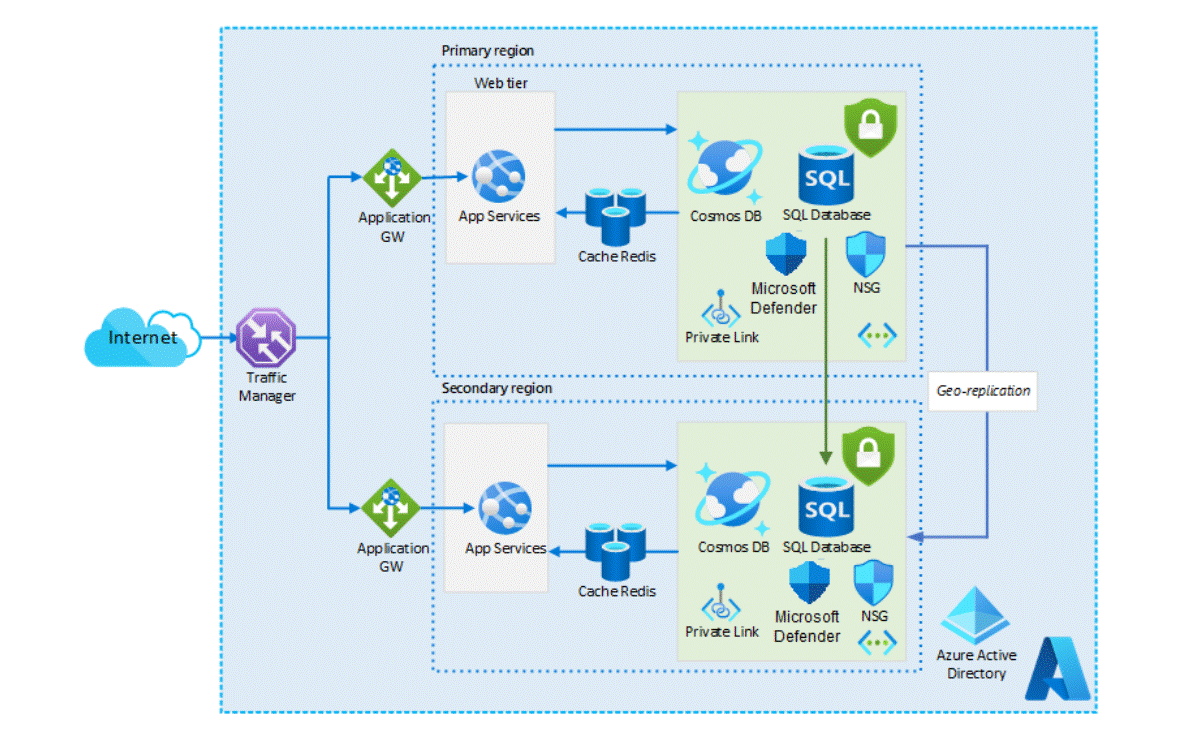 Primary region
Web tier
App Services
Application
GW
Cache Redis
Cosmos DB
SQL
SQL Database
Microsoft
Defender
NSG
Private Link
Internet
Traffic
Manager
Geo-replication
Secondary region
App Services
Application
GW
Cache Redis
Cosmos DB
SQL
SQL Database
Microsoft
Defender
NSG
Private Link
Azure Active
Directory